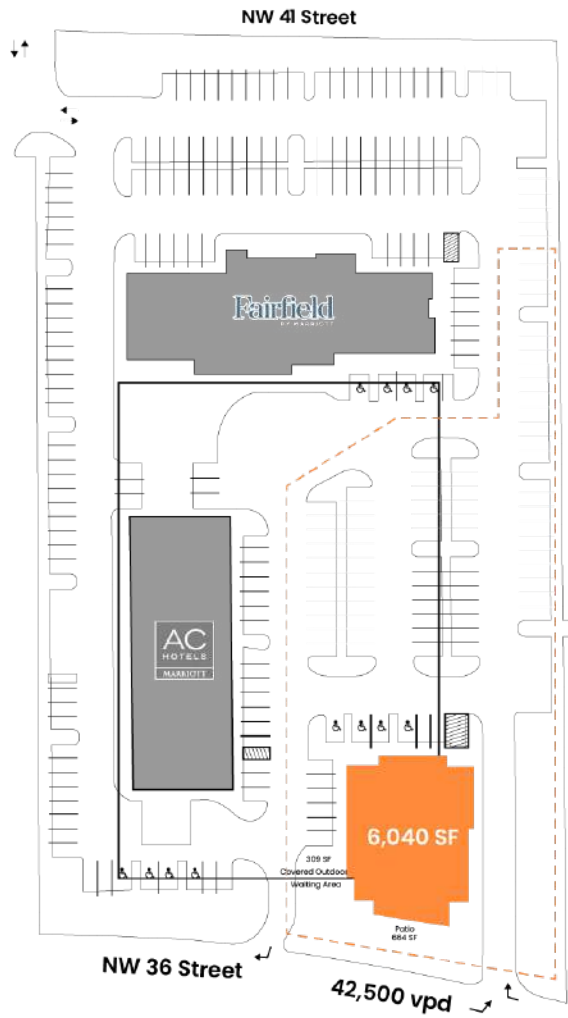 NW 41 Street
Fairfield
BY MARRIOTT
AC
HOTELS
MARRIOTT
6,040 SF
309 SF
Covered Outdoor
Waiting Area
Patio
684 SF
NW 36 Street
42,500 vpd